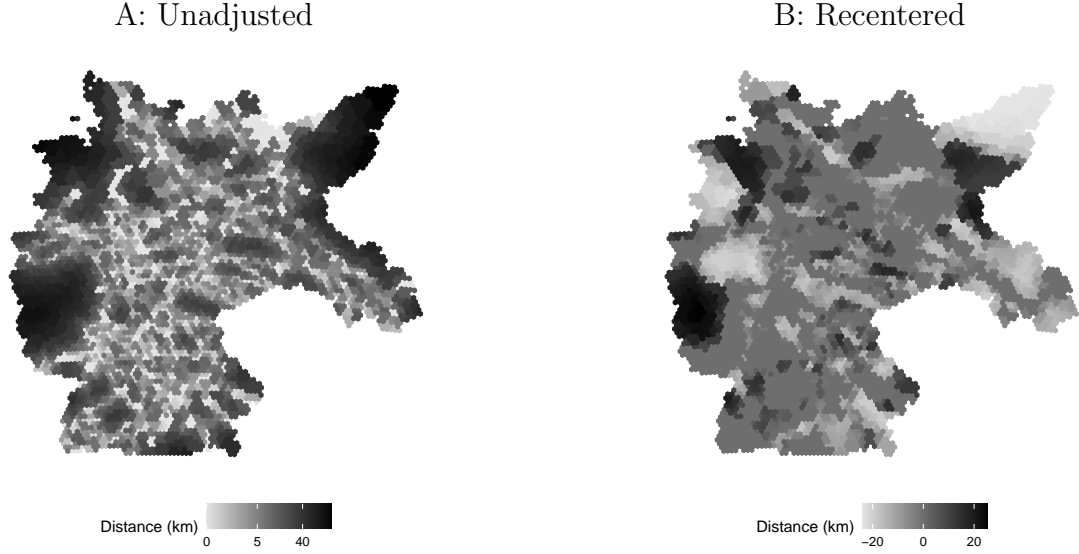 A: Unadjusted
B: Recentered
Distance (km)
0 5 40
Distance (km)
−20 0 20